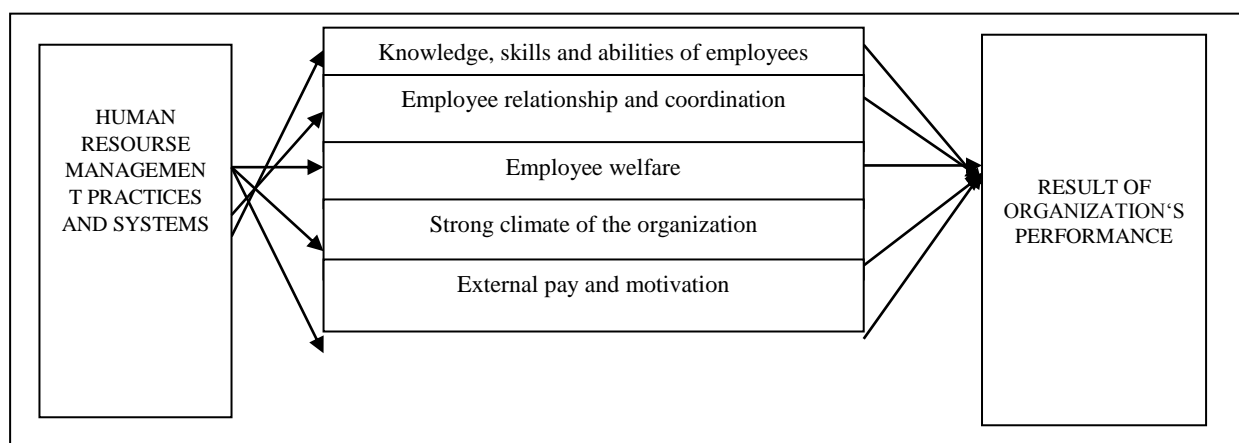 HUMAN
RESOURSE
MANAGEMEN
T PRACTICES
AND SYSTEMS
Knowledge, skills and abilities of employees
Employee relationship and coordination
Employee welfare
Strong climate of the organization
External pay and motivation
RESULT OF
ORGANIZATION‘S
PERFORMANCE